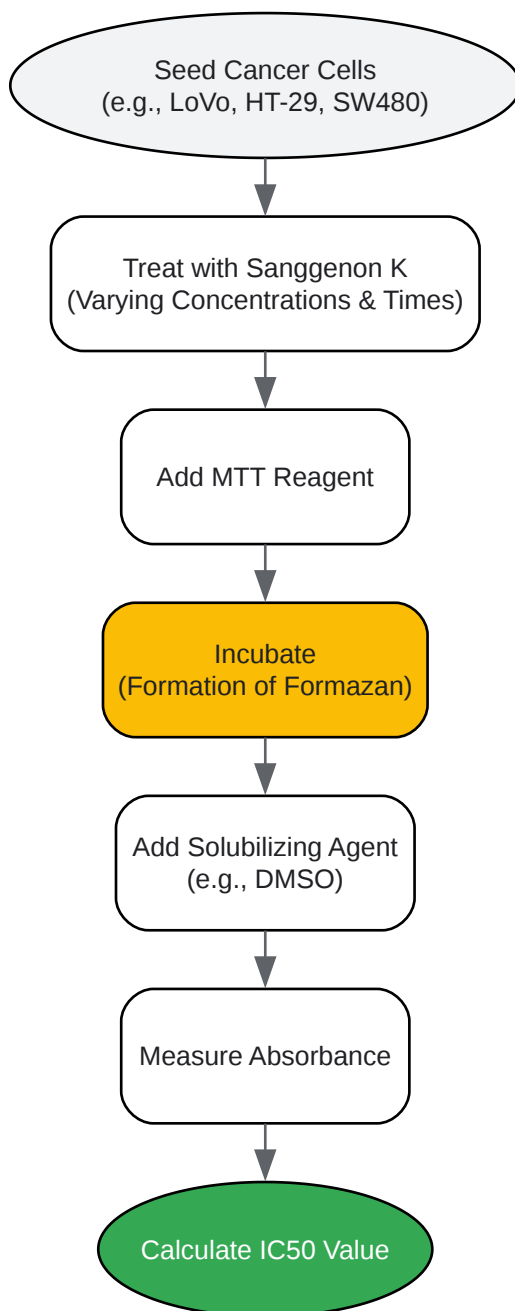 Seed Cancer Cells
(e.g., LoVo, HT-29, SW480)
Treat with Sanggenon K
(Varying Concentrations & Times)
Add MTT Reagent
Incubate
(Formation of Formazan)
Add Solubilizing Agent
(e.g., DMSO)
Measure Absorbance
Calculate IC50 Value